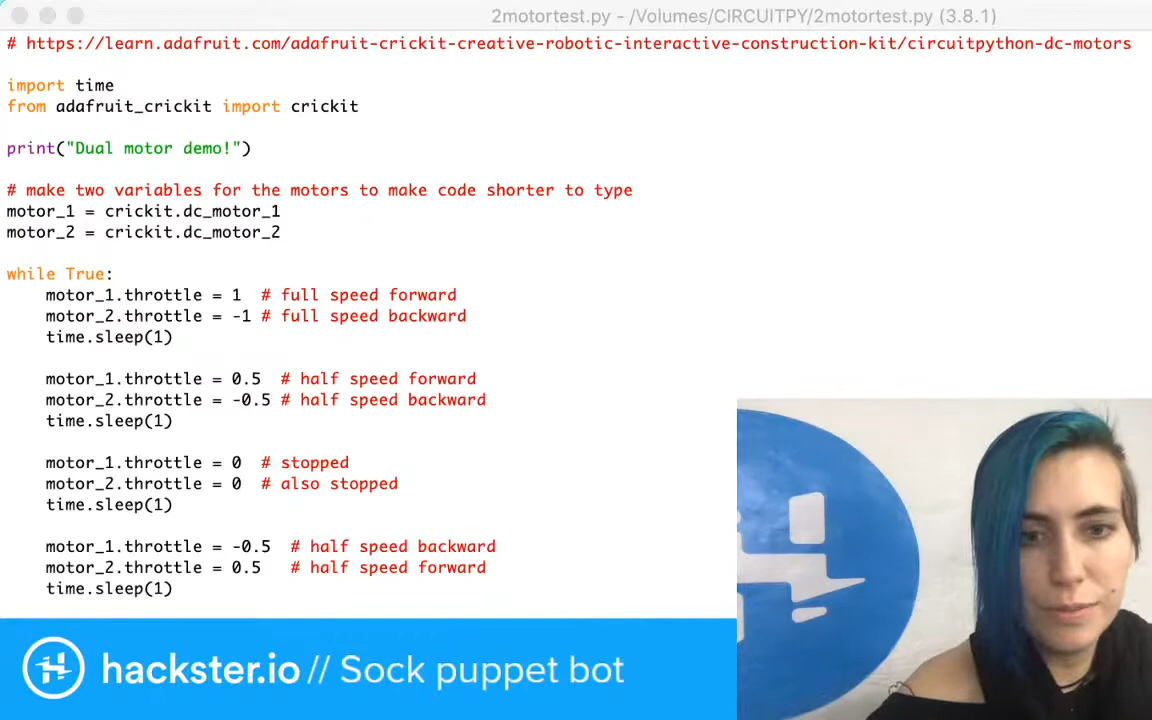 2motortest.py - /Volumes/CIRCUITPY/2motortest.py (3.8.1)
# https://learn.adafruit.com/adafruit-crickit-creative-robotic-interactive-construction-kit/circuitpython-dc-motors
import time
from adafruit_crickit import crickit
print("Dual motor demo!")
# make two variables for the motors to make code shorter to type
motor_1 = crickit.dc_motor_1
motor_2 = crickit.dc_motor_2
while True:
    motor_1.throttle = 1  # full speed forward
    motor_2.throttle = -1 # full speed backward
    time.sleep(1)
    motor_1.throttle = 0.5  # half speed forward
    motor_2.throttle = -0.5 # half speed backward
    time.sleep(1)
    motor_1.throttle = 0  # stopped
    motor_2.throttle = 0  # also stopped
    time.sleep(1)
    motor_1.throttle = -0.5  # half speed backward
    motor_2.throttle = 0.5   # half speed forward
    time.sleep(1)
hackster.io // Sock puppet bot